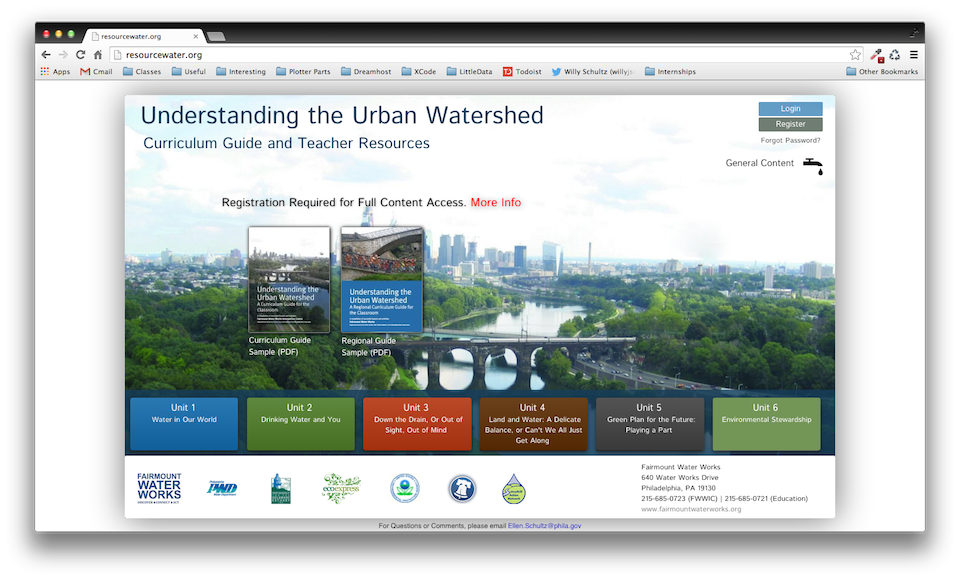 resourcewater.org
resourcewater.org
Apps Gmail Classes Useful Interesting Plotter Parts Dreamhost XCode LittleData Todoist Willy Schultz (willyjs Internships Other Bookmarks
Understanding the Urban Watershed
Curriculum Guide and Teacher Resources
Login
Register
Forgot Password?
General Content
Registration Required for Full Content Access. More Info
Understanding the
Urban Watershed
A Curriculum Guide for the
Classroom
Understanding the
Urban Watershed
A Regional Curriculum Guide for
the Classroom
Curriculum Guide
Sample (PDF)
Regional Guide
Sample (PDF)
Unit 1
Water in Our World
Unit 2
Drinking Water and You
Unit 3
Down the Drain, Or Out of
Sight, Out of Mind
Unit 4
Land and Water: A Delicate
Balance, or Can't We All Just
Get Along
Unit 5
Green Plan for the Future:
Playing a Part
Unit 6
Environmental Stewardship
FAIRMOUNT
WATER
WORKS
PWD
ecoexpress
Fairmount Water Works
640 Water Works Drive
Philadelphia, PA 19130
215-685-0723 (FWWIC) | 215-685-0721 (Education)
www.fairmountwaterworks.org
For Questions or Comments, please email Ellen.Schultz@phila.gov